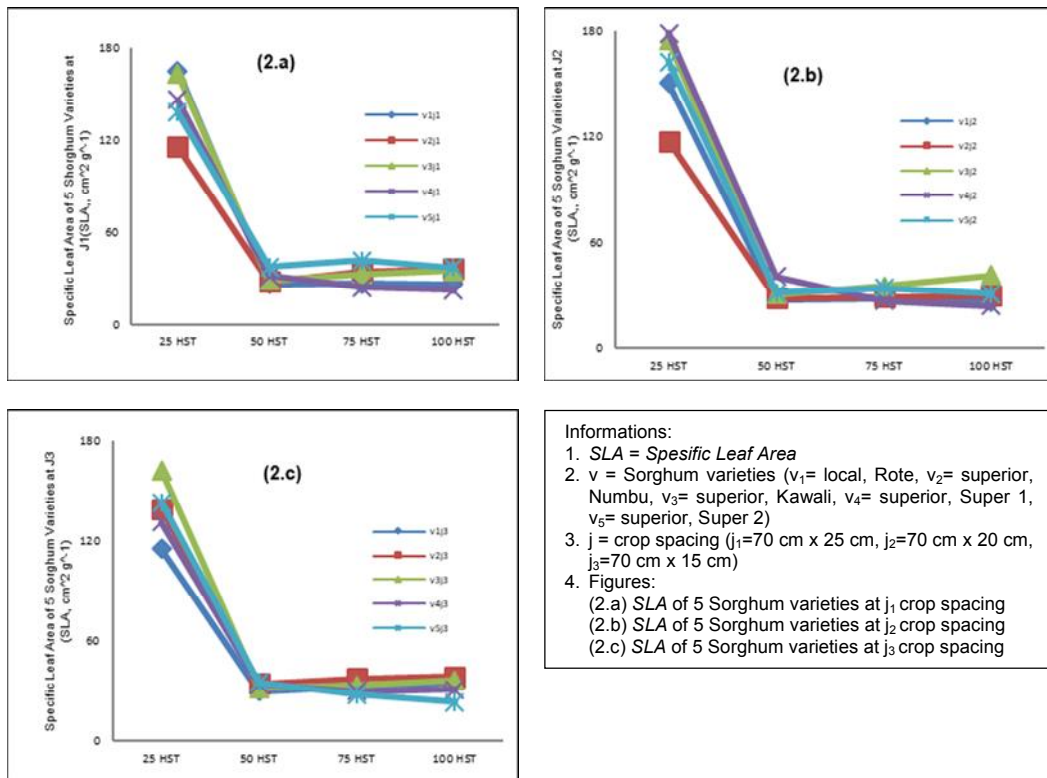 Specific Leaf Area of 5 Shorghum Varieties at
J1(SLA,, cm^2 g^-1)
180
120
60
0
(2.a)
v1j1
v2j1
v3j1
v4j1
v5j1
25 HST
50 HST
75 HST
100 HST
Specific Leaf Area of 5 Sorghum Varieties at J2
(SLA,, cm^2 g^-1)
180
120
60
0
(2.b)
v1j2
v2j2
v3j2
v4j2
v5j2
25 HST
50 HST
75 HST
100 HST
Specific Leaf Area of 5 Sorghum Varieties at J3
(SLA, cm^2 g^-1)
180
120
60
0
(2.c)
v1j3
v2j3
v3j3
v4j3
v5j3
25 HST
50 HST
75 HST
100 HST
Informations:
1. SLA = Spesific Leaf Area
2. v = Sorghum varieties (v1= local, Rote, v2= superior,
Numbu, v3= superior, Kawali, v4= superior, Super 1,
v5= superior, Super 2)
3. j = crop spacing (j1=70 cm x 25 cm, j2=70 cm x 20 cm,
j3=70 cm x 15 cm)
4. Figures:
(2.a) SLA of 5 Sorghum varieties at j1 crop spacing
(2.b) SLA of 5 Sorghum varieties at j2 crop spacing
(2.c) SLA of 5 Sorghum varieties at j3 crop spacing